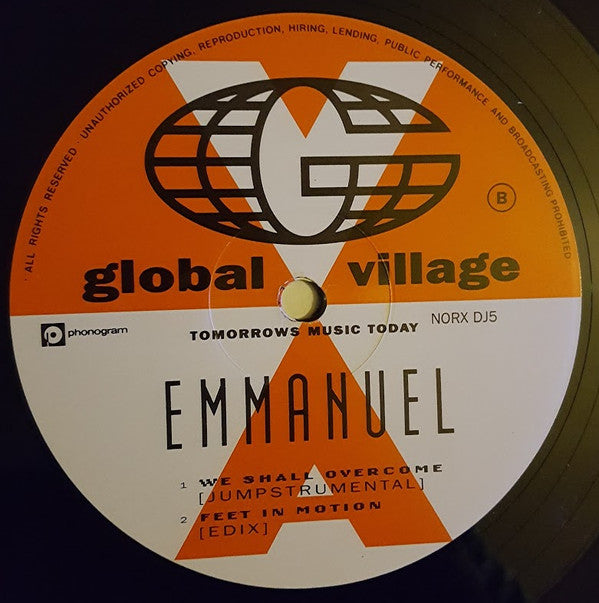 · ALL RIGHTS RESERVED · UNAUTHORIZED COPYING, REPRODUCTION, HIRING, LENDING, PUBLIC PERFORMANCE AND BROADCASTING PROHIBITED ·
G
B
global village
phonogram
TOMORROWS MUSIC TODAY
NORX DJ5
EMMANUEL
1 WE SHALL OVERCOME
[JUMPSTRUMENTAL]
2 FEET IN MOTION
[EDIX]